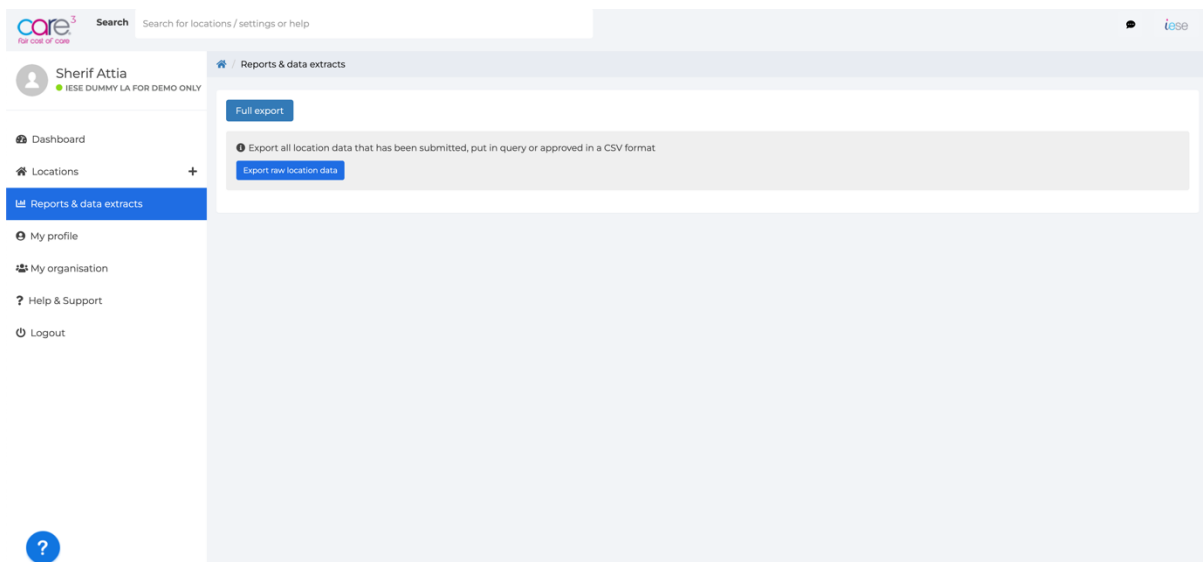 care3
fair cost of care
Search
Search for locations / settings or help
iese
Sherif Attia
IESE DUMMY LA FOR DEMO ONLY
/ Reports & data extracts
Full export
Export all location data that has been submitted, put in query or approved in a CSV format
Export raw location data
Dashboard
Locations +
Reports & data extracts
My profile
My organisation
? Help & Support
Logout
?